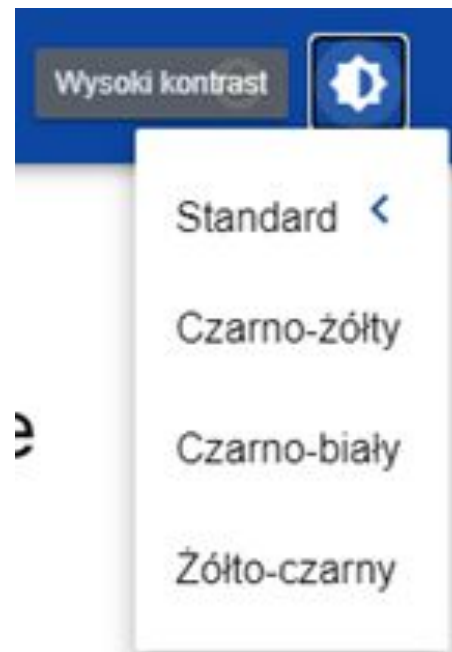 Wysoki kontrast
Standard
Czarno-żółty
e
Czarno-biały
Żółto-czarny